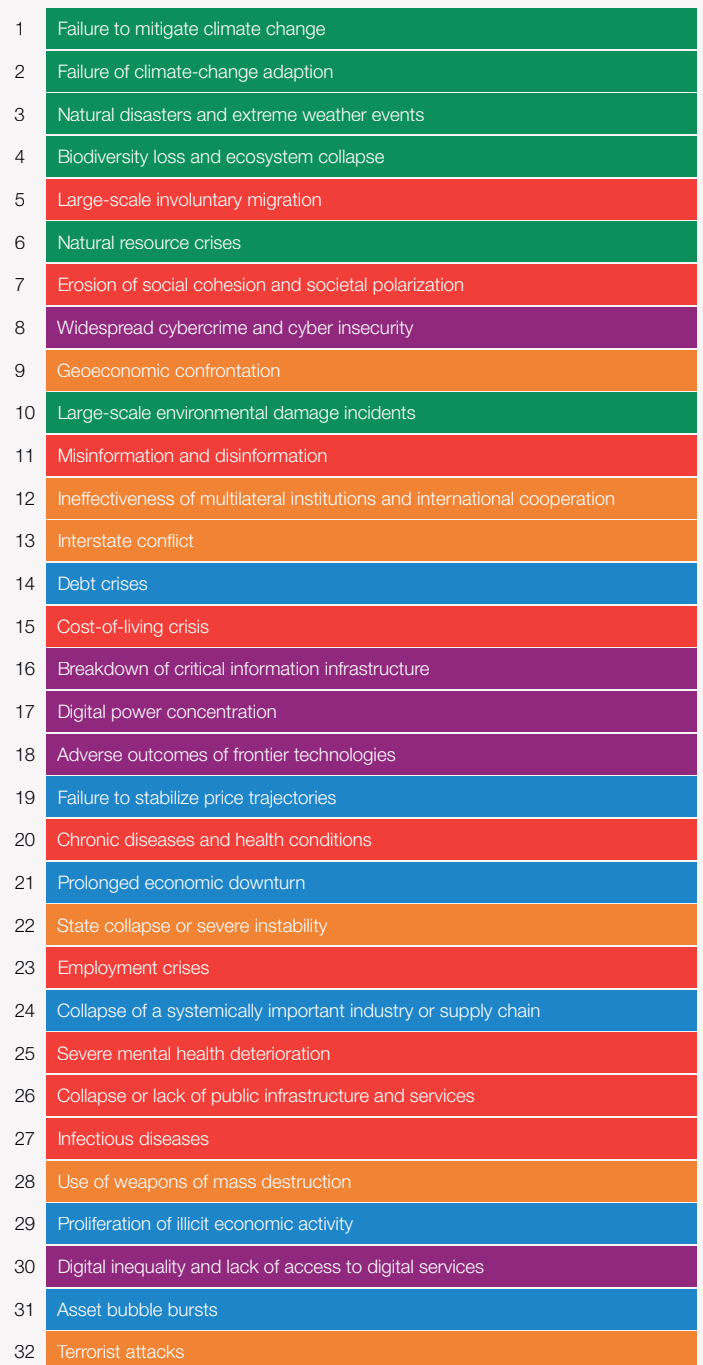 1 Failure to mitigate climate change
2 Failure of climate-change adaption
3 Natural disasters and extreme weather events
4 Biodiversity loss and ecosystem collapse
5 Large-scale involuntary migration
6 Natural resource crises
7 Erosion of social cohesion and societal polarization
8 Widespread cybercrime and cyber insecurity
9 Geoeconomic confrontation
10 Large-scale environmental damage incidents
11 Misinformation and disinformation
12 Ineffectiveness of multilateral institutions and international cooperation
13 Interstate conflict
14 Debt crises
15 Cost-of-living crisis
16 Breakdown of critical information infrastructure
17 Digital power concentration
18 Adverse outcomes of frontier technologies
19 Failure to stabilize price trajectories
20 Chronic diseases and health conditions
21 Prolonged economic downturn
22 State collapse or severe instability
23 Employment crises
24 Collapse of a systemically important industry or supply chain
25 Severe mental health deterioration
26 Collapse or lack of public infrastructure and services
27 Infectious diseases
28 Use of weapons of mass destruction
29 Proliferation of illicit economic activity
30 Digital inequality and lack of access to digital services
31 Asset bubble bursts
32 Terrorist attacks